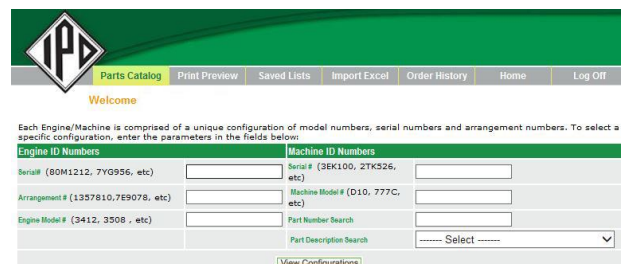 IPD
Parts Catalog Print Preview Saved Lists Import Excel Order History Home Log Off
Welcome
Each Engine/Machine is comprised of a unique configuration of model numbers, serial numbers and arrangement numbers. To select a
specific configuration, enter the parameters in the fields below:
Engine ID Numbers Machine ID Numbers
Serial# (80M1212, 7YG956, etc) Serial # (3EK100, 2TK526,
etc)
Arrangement # (1357810,7E9078, etc) Machine Model # (D10, 777C,
etc)
Engine Model # (3412, 3508 , etc) Part Number Search
Part Description Search ------- Select -------
View Configurations